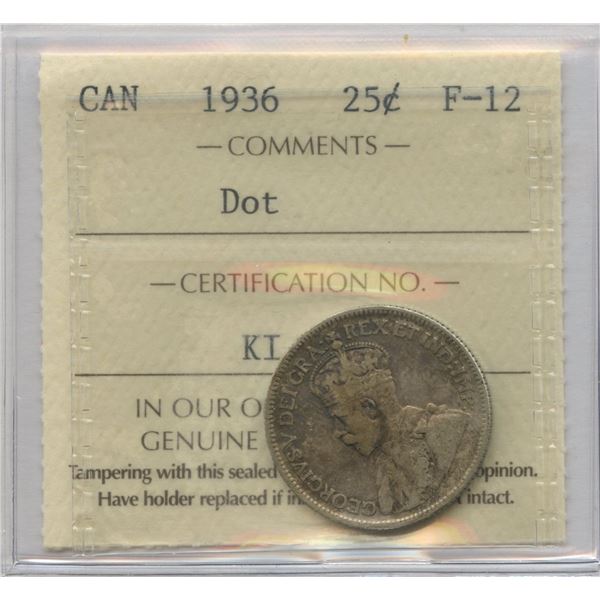 CAN 1936 25¢ F-12
— COMMENTS —
Dot
— CERTIFICATION NO. —
KI
IN OUR O
GENUINE
Tampering with this sealed opinion.
Have holder replaced if in t intact.
GEORGIVS V DEI GRA: REX ET IND: IMP: